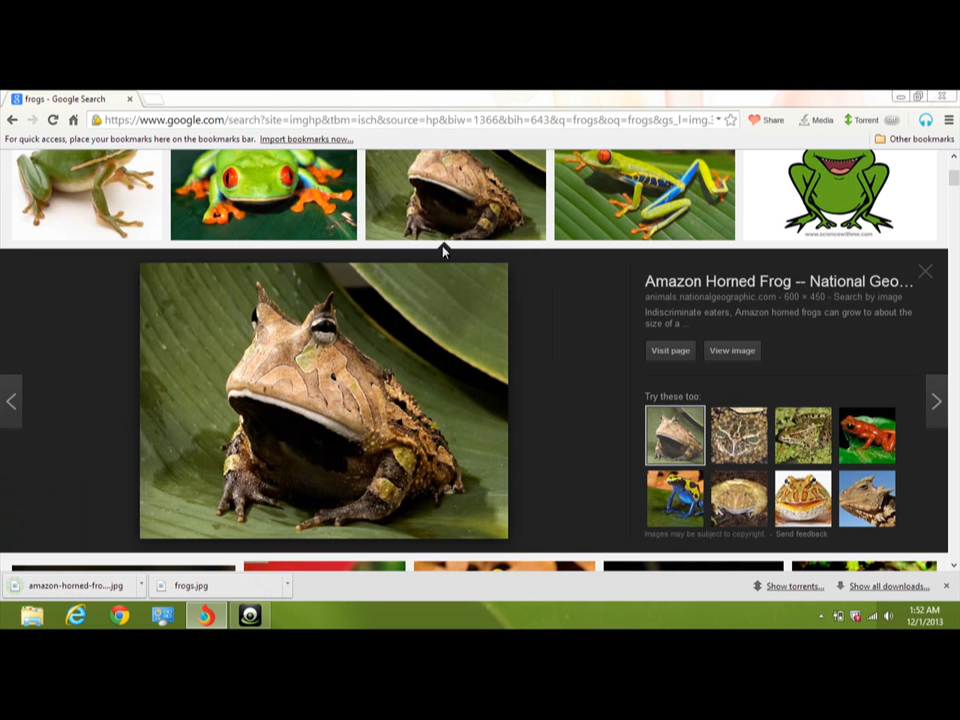 frogs - Google Search
https://www.google.com/search?site=imghp&tbm=isch&source=hp&biw=1366&bih=643&q=frogs&oq=frogs&gs_l=img.3
Share
Media
Torrent
For quick access, place your bookmarks here on the bookmarks bar. Import bookmarks now...
Other bookmarks
www.sciencewithme.com
Amazon Horned Frog -- National Geo...
animals.nationalgeographic.com - 600 × 450 - Search by image
Indiscriminate eaters, Amazon horned frogs can grow to about the
size of a ...
Visit page
View image
Try these too:
Images may be subject to copyright. - Send feedback
amazon-horned-fro....jpg
frogs.jpg
Show torrents...
Show all downloads...
1:52 AM
12/1/2013